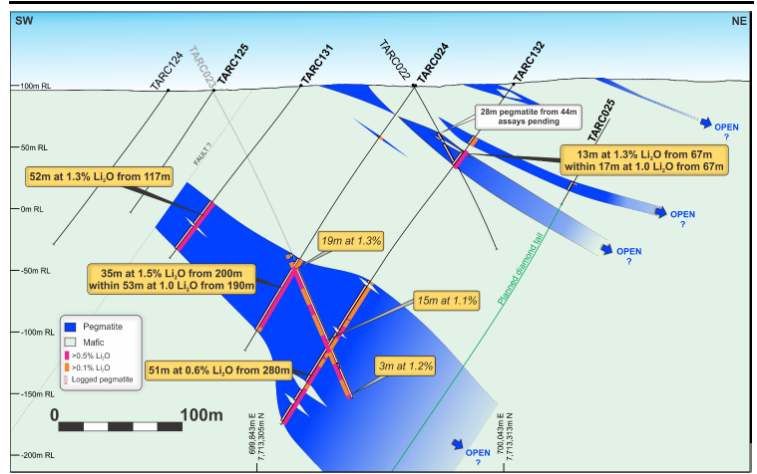 SW
NE
TARC124
TARC023
TARC125
TARC131
TARC022
TARC024
TARC132
TARC025
100m RL
50m RL
0m RL
-50m RL
-100m RL
-150m RL
-200m RL
FAULT ?
28m pegmatite from 44m
assays pending
OPEN
?
13m at 1.3% Li₂O from 67m
within 17m at 1.0 Li₂O from 67m
52m at 1.3% Li₂O from 117m
OPEN
?
19m at 1.3%
OPEN
?
35m at 1.5% Li₂O from 200m
within 53m at 1.0 Li₂O from 190m
Planned diamond tail
15m at 1.1%
Pegmatite
Mafic
>0.5% Li₂O
>0.1% Li₂O
Logged pegmatite
51m at 0.6% Li₂O from 280m
3m at 1.2%
0
100m
699,843m E
7,713,305m N
700,043m E
7,713,313m N
OPEN
?